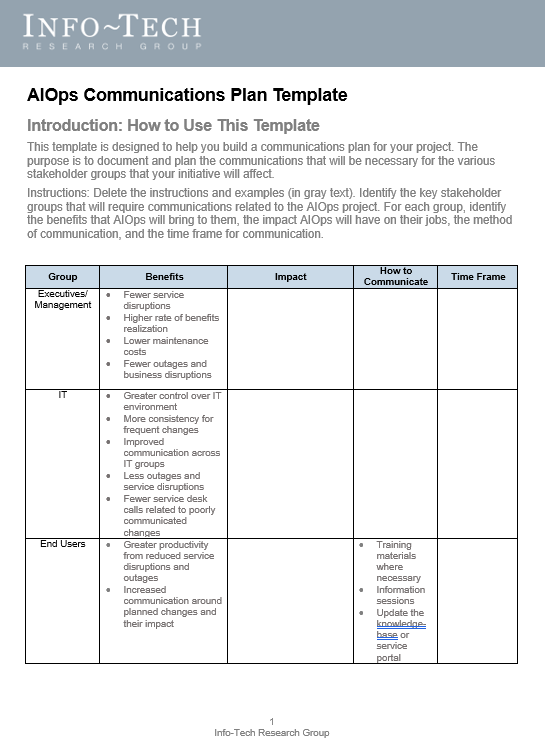 INFO~TECH
RESEARCH GROUP
AIOps Communications Plan Template
Introduction: How to Use This Template
This template is designed to help you build a communications plan for your project. The
purpose is to document and plan the communications that will be necessary for the various
stakeholder groups that your initiative will affect.
Instructions: Delete the instructions and examples (in gray text). Identify the key stakeholder
groups that will require communications related to the AIOps project. For each group, identify
the benefits that AIOps will bring to them, the impact AIOps will have on their jobs, the method
of communication, and the time frame for communication.
Group
Benefits
Impact
How to
Communicate
Time Frame
Executives/
Management
• Fewer service
disruptions
• Higher rate of benefits
realization
• Lower maintenance
costs
• Fewer outages and
business disruptions
IT
• Greater control over IT
environment
• More consistency for
frequent changes
• Improved
communication across
IT groups
• Less outages and
service disruptions
• Fewer service desk
calls related to poorly
communicated
changes
End Users
• Greater productivity
from reduced service
disruptions and
outages
• Increased
communication around
planned changes and
their impact
• Training
materials
where
necessary
• Information
sessions
• Update the
knowledge-
base or
service
portal
1
Info-Tech Research Group